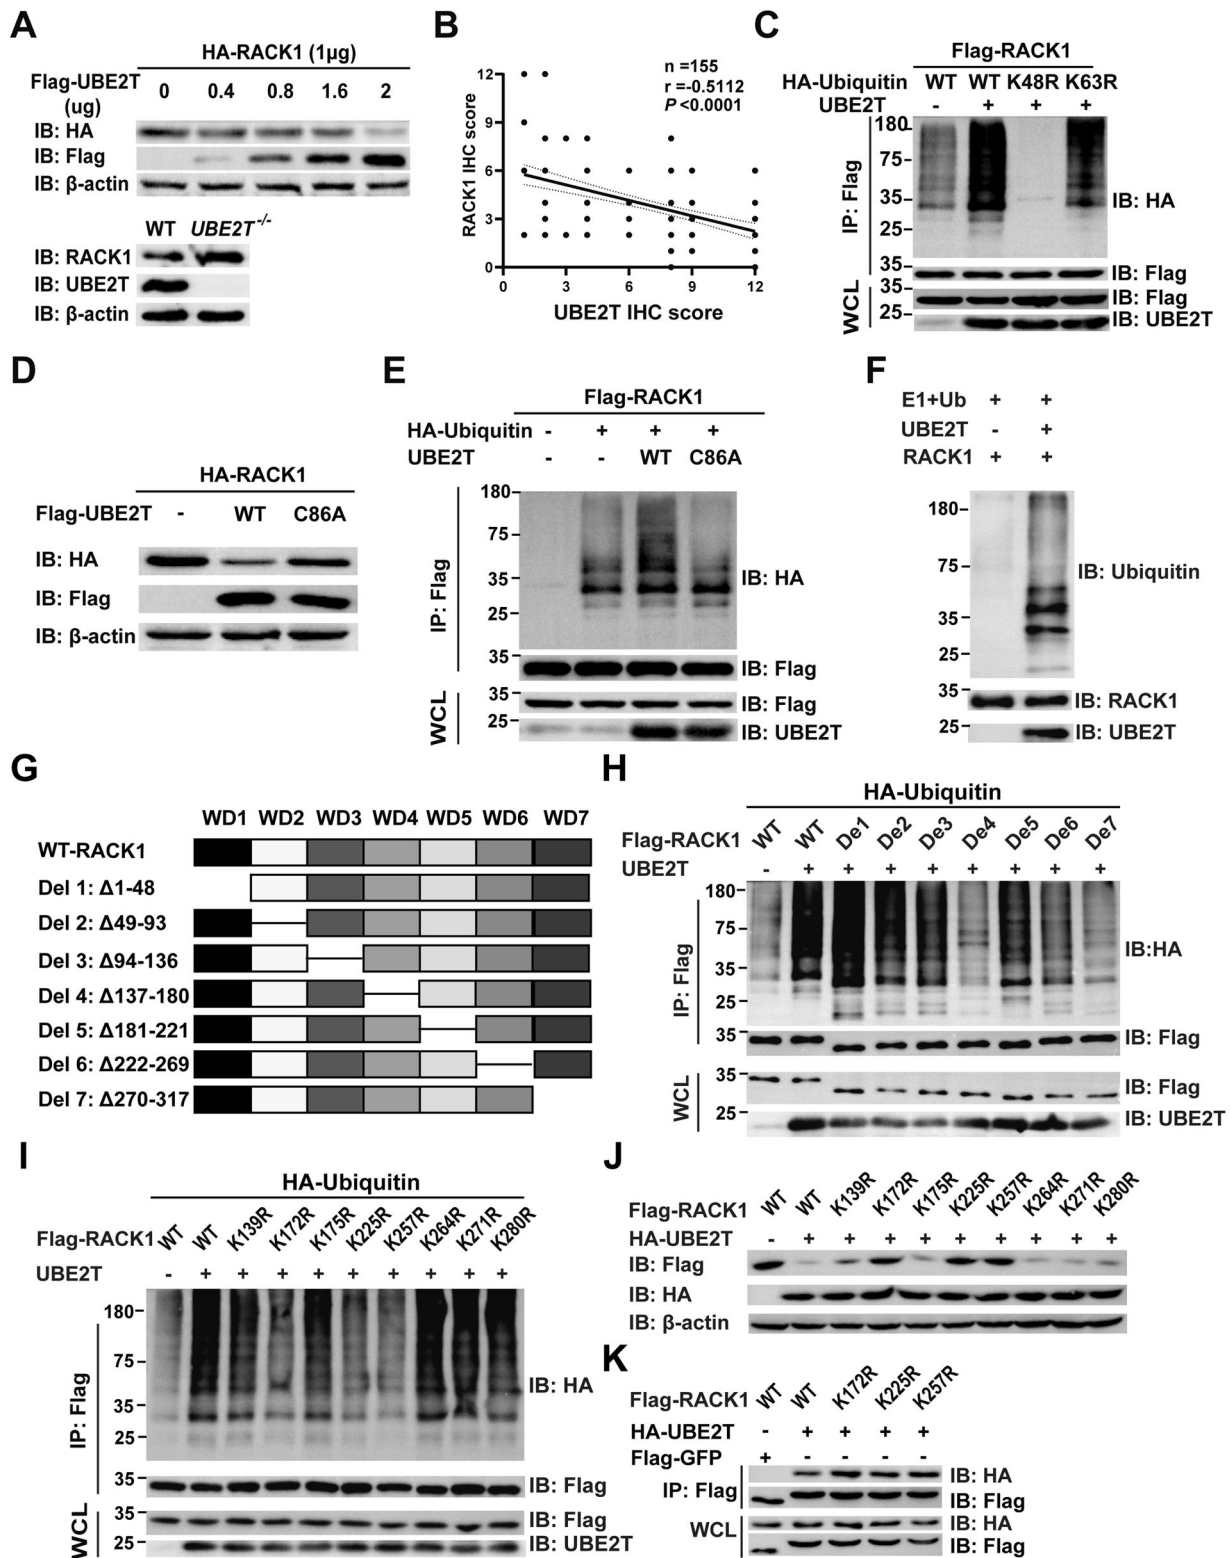 A
HA-RACK1 (1µg)
Flag-UBE2T
(ug)
0 0.4 0.8 1.6 2
IB: HA
IB: Flag
IB: β-actin
WT UBE2T-/-
IB: RACK1
IB: UBE2T
IB: β-actin
B
n =155
r =-0.5112
P <0.0001
RACK1 IHC score
12
9
6
3
0
0 3 6 9 12
UBE2T IHC score
C
Flag-RACK1
HA-Ubiquitin WT WT K48R K63R
UBE2T - + + +
180
75
35
25
IP: Flag
IB: HA
35
IB: Flag
WCL
35
IB: Flag
25
IB: UBE2T
D
HA-RACK1
Flag-UBE2T - WT C86A
IB: HA
IB: Flag
IB: β-actin
E
Flag-RACK1
HA-Ubiquitin - + + +
UBE2T - - WT C86A
180
75
35
25
IP: Flag
IB: HA
35
IB: Flag
WCL
35
IB: Flag
25
IB: UBE2T
F
E1+Ub + +
UBE2T - +
RACK1 + +
180
75
35
25
IB: Ubiquitin
35
IB: RACK1
25
IB: UBE2T
G
WD1 WD2 WD3 WD4 WD5 WD6 WD7
WT-RACK1
Del 1: Δ1-48
Del 2: Δ49-93
Del 3: Δ94-136
Del 4: Δ137-180
Del 5: Δ181-221
Del 6: Δ222-269
Del 7: Δ270-317
H
HA-Ubiquitin
Flag-RACK1 WT WT De1 De2 De3 De4 De5 De6 De7
UBE2T - + + + + + + + +
180
75
35
25
IP: Flag
IB:HA
35
IB: Flag
WCL
35
IB: Flag
25
IB: UBE2T
I
HA-Ubiquitin
Flag-RACK1 WT WT K139R K172R K175R K225R K257R K264R K271R K280R
UBE2T - + + + + + + + + +
180
75
35
25
IP: Flag
IB: HA
35
IB: Flag
WCL
35
IB: Flag
25
IB: UBE2T
J
Flag-RACK1 WT WT K139R K172R K175R K225R K257R K264R K271R K280R
HA-UBE2T - + + + + + + + + +
IB: Flag
IB: HA
IB: β-actin
K
Flag-RACK1 WT WT K172R K225R K257R
HA-UBE2T - + + + +
Flag-GFP + - - - -
IP: Flag
IB: HA
IB: Flag
WCL
IB: HA
IB: Flag